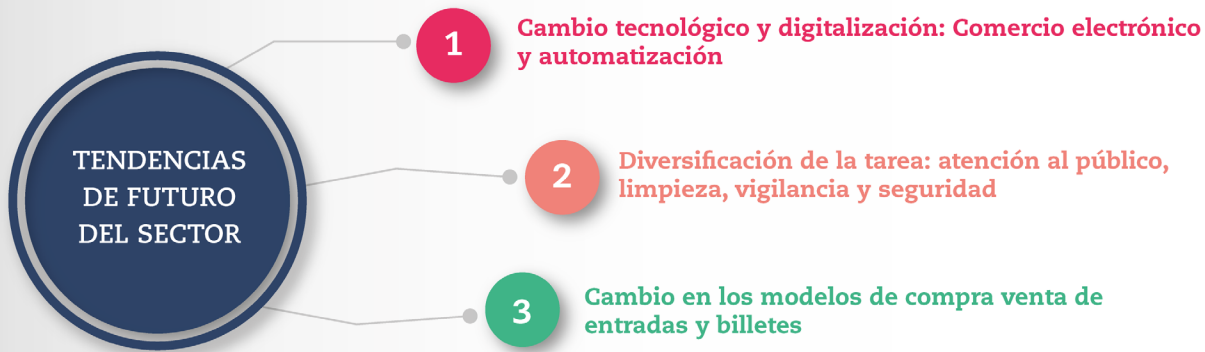 TENDENCIAS
DE FUTURO
DEL SECTOR
1
Cambio tecnológico y digitalización: Comercio electrónico
y automatización
2
Diversificación de la tarea: atención al público,
limpieza, vigilancia y seguridad
3
Cambio en los modelos de compra venta de
entradas y billetes